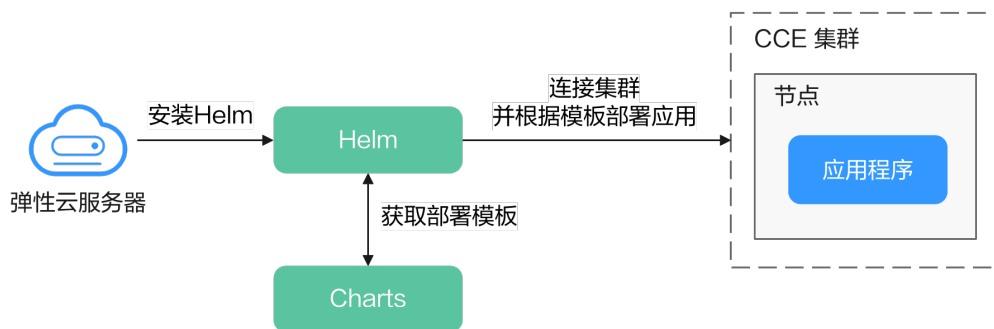 CCE 集群
节点
应用程序
连接集群
并根据模板部署应用
安装Helm
Helm
弹性云服务器
获取部署模板
Charts